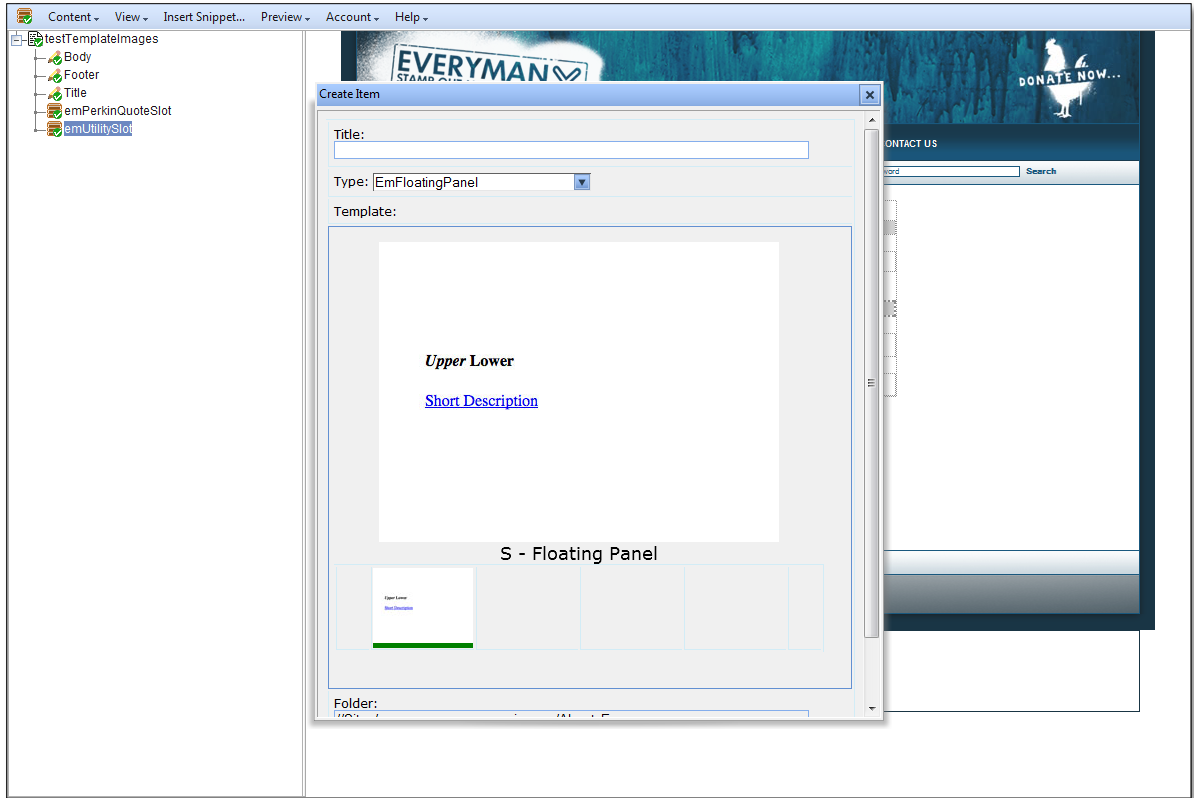 Content View Insert Snippet... Preview Account Help
testTemplateImages
Body
Footer
Title
emPerkinQuoteSlot
emUtilitySlot
EVERYMAN
DONATE NOW...
CONTACT US
Search
Create Item
Title:
Type: EmFloatingPanel
Template:
Upper Lower
Short Description
S - Floating Panel
Upper Lower
Short Description
Folder: